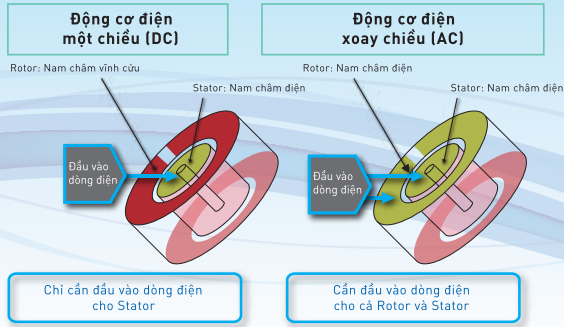 Động cơ điện
một chiều (DC)
Rotor: Nam châm vĩnh cửu
Stator: Nam châm điện
Đầu vào
dòng điện
Chỉ cần đầu vào dòng điện
cho Stator
Động cơ điện
xoay chiều (AC)
Rotor: Nam châm điện
Stator: Nam châm điện
Đầu vào
dòng điện
Cần đầu vào dòng điện
cho cả Rotor và Stator